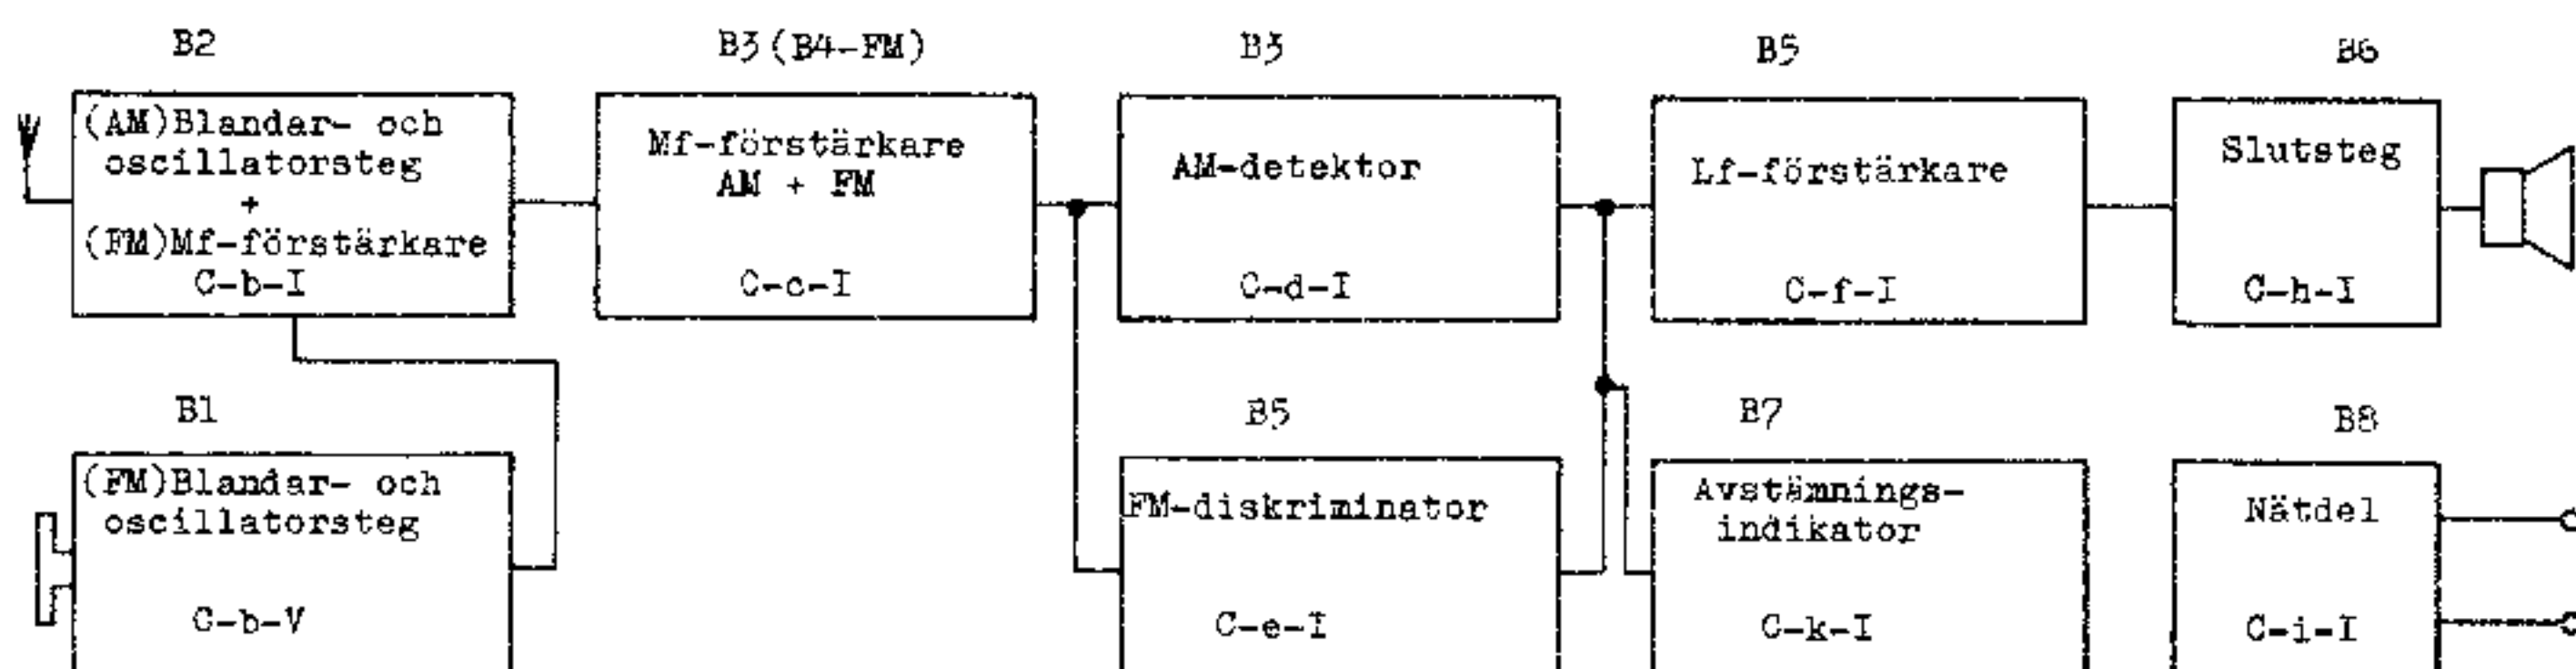 B2
(AM)Blandar- och
oscillatorsteg
+
(FM)Mf-förstärkare
C-b-I
B3(B4-FM)
Mf-förstärkare
AM + FM
C-c-I
B3
AM-detektor
C-d-I
B5
Lf-förstärkare
C-f-I
B6
Slutsteg
C-h-I
B1
(FM)Blandar- och
oscillatorsteg
C-b-V
B5
FM-diskriminator
C-e-I
B7
Avstämnings-
indikator
C-k-I
B8
Nätdel
C-i-I